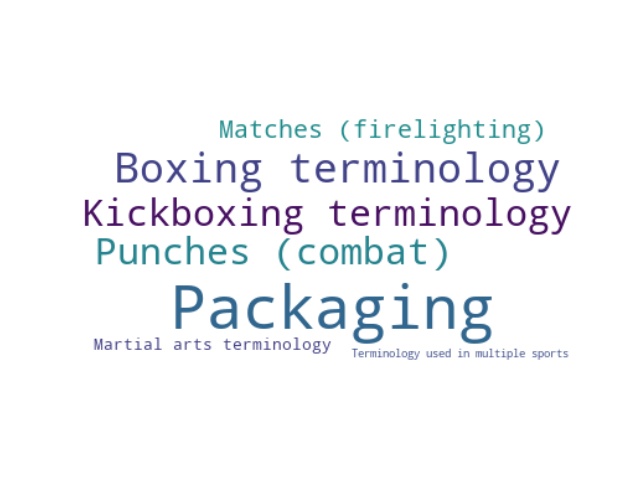 Matches (firelighting)
Boxing terminology
Kickboxing terminology
Punches (combat)
Packaging
Martial arts terminology
Terminology used in multiple sports